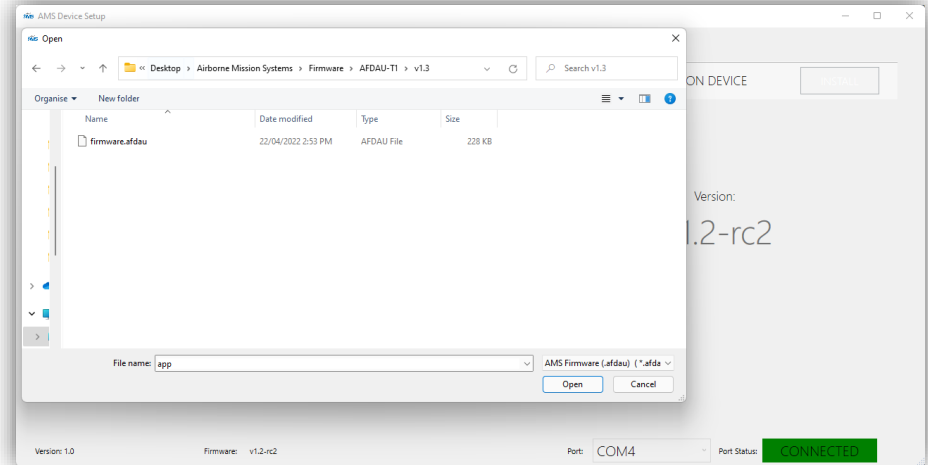 AMS Device Setup
Open
« Desktop > Airborne Mission Systems > Firmware > AFDAU-T1 > v1.3
Search v1.3
Organise
New folder
Name Date modified Type Size
firmware.afdau 22/04/2022 2:53 PM AFDAU File 228 KB
File name: app
AMS Firmware (.afdau) (*.afda
Open Cancel
ON DEVICE
INSTALL
Version:
1.2-rc2
Version: 1.0 Firmware: v1.2-rc2 Port: COM4 Port Status: CONNECTED